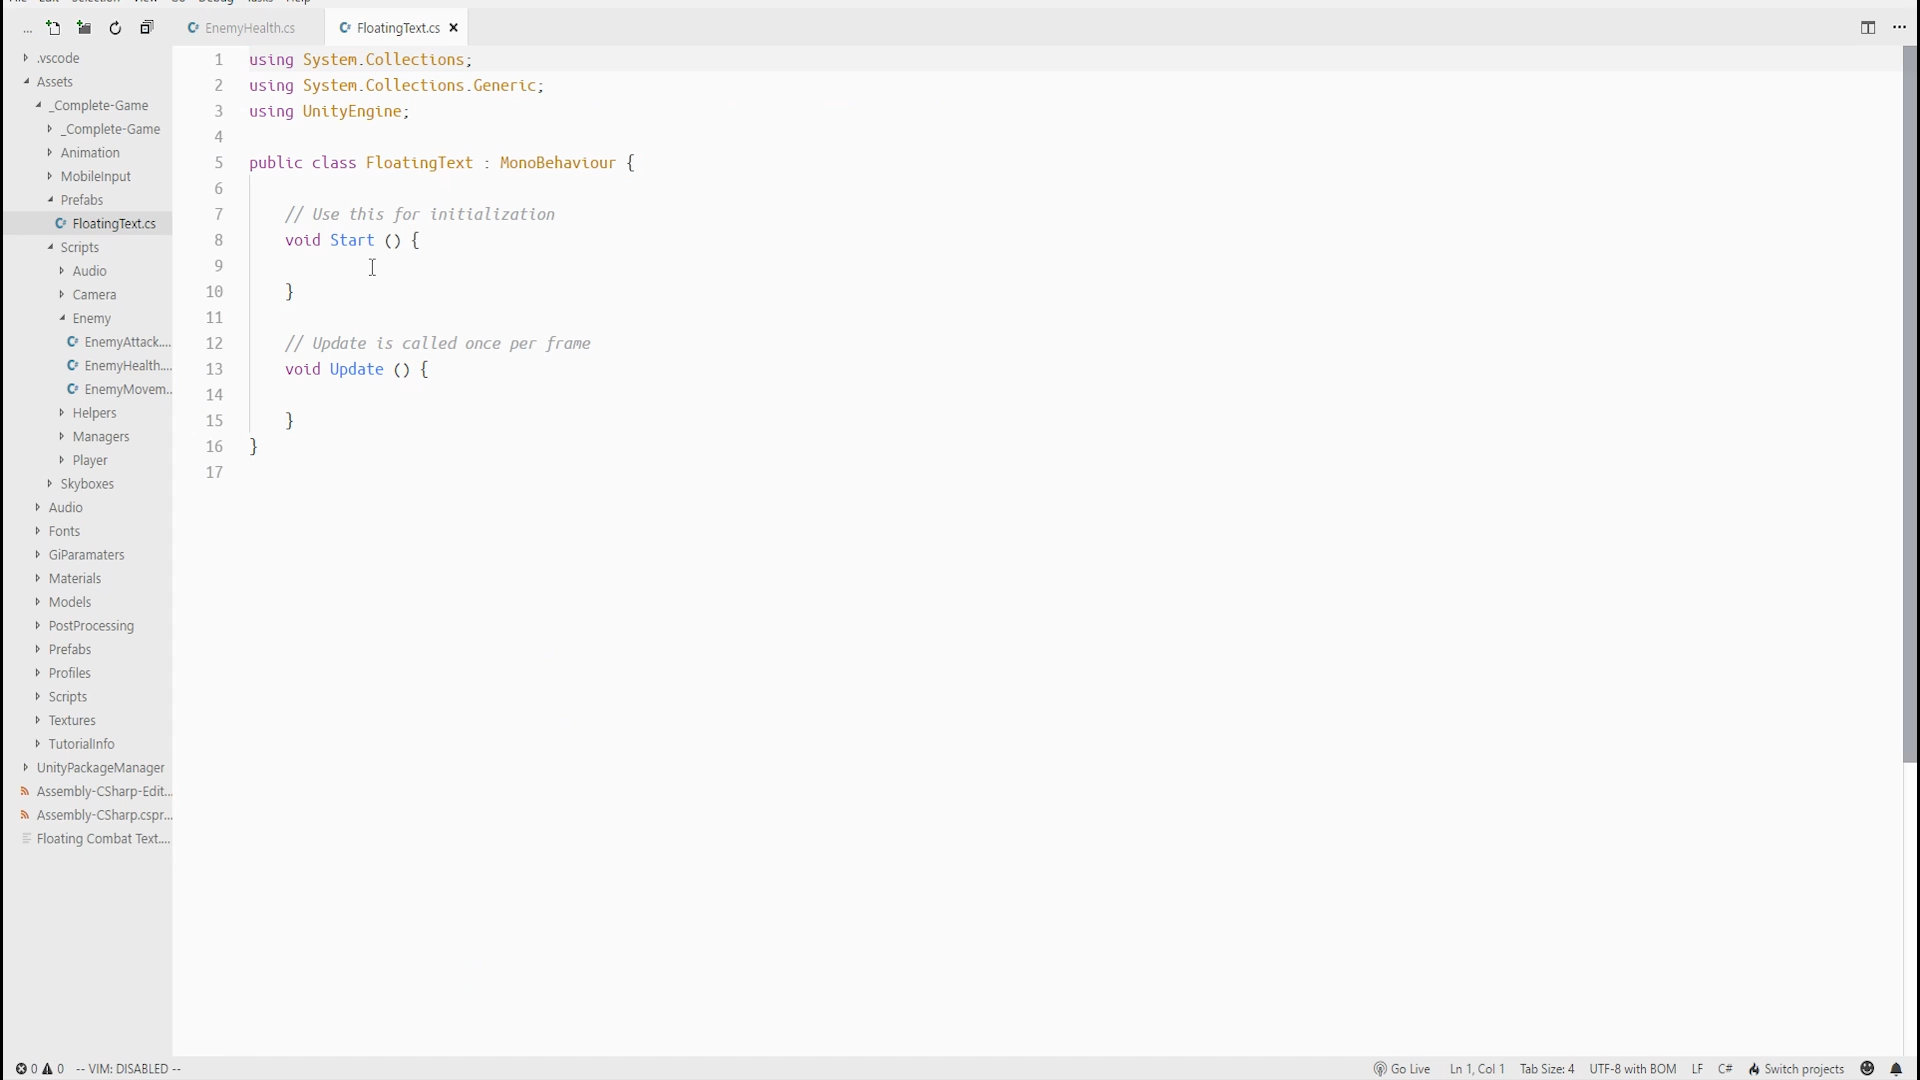 ... EnemyHealth.cs FloatingText.cs ...
.vscode
Assets
_Complete-Game
_Complete-Game
Animation
MobileInput
Prefabs
FloatingText.cs
Scripts
Audio
Camera
Enemy
EnemyAttack....
EnemyHealth....
EnemyMovem...
Helpers
Managers
Player
Skyboxes
Audio
Fonts
GiParamaters
Materials
Models
PostProcessing
Prefabs
Profiles
Scripts
Textures
TutorialInfo
UnityPackageManager
Assembly-CSharp-Edit...
Assembly-CSharp.cspr...
Floating Combat Text....
1 using System.Collections;
2 using System.Collections.Generic;
3 using UnityEngine;
4
5 public class FloatingText : MonoBehaviour {
6
7 // Use this for initialization
8 void Start () {
9
10 }
11
12 // Update is called once per frame
13 void Update () {
14
15 }
16 }
17
0 0 -- VIM: DISABLED -- Go Live Ln 1, Col 1 Tab Size: 4 UTF-8 with BOM LF C# Switch projects